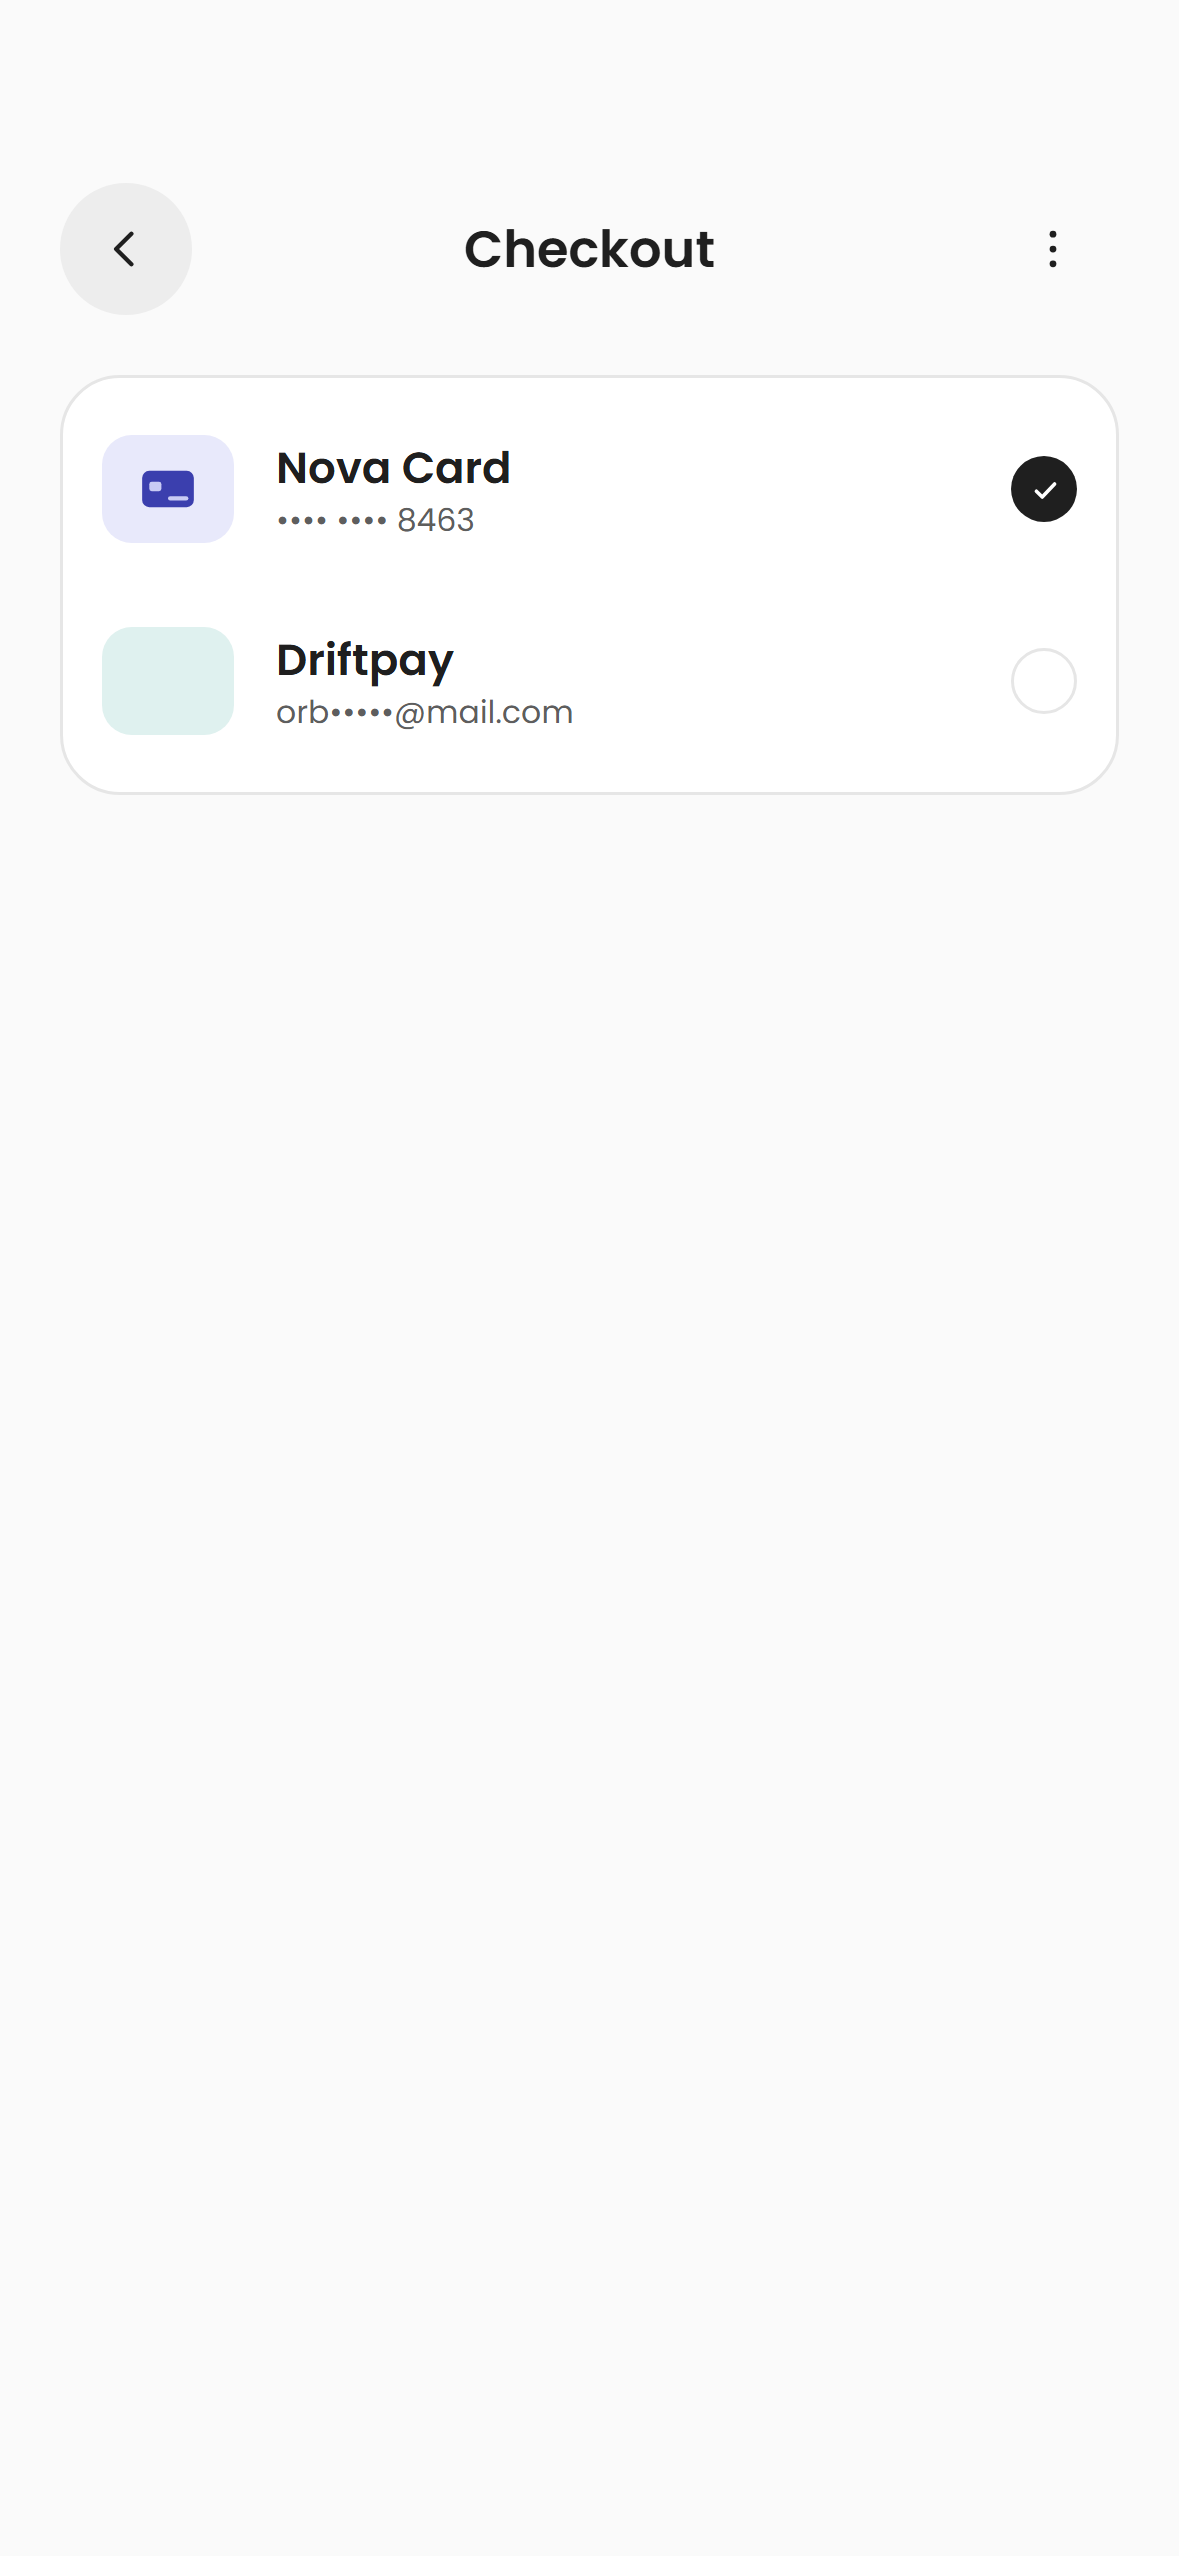 Checkout
Nova Card
•••• •••• 8463
Driftpay
orb•••••@mail.com